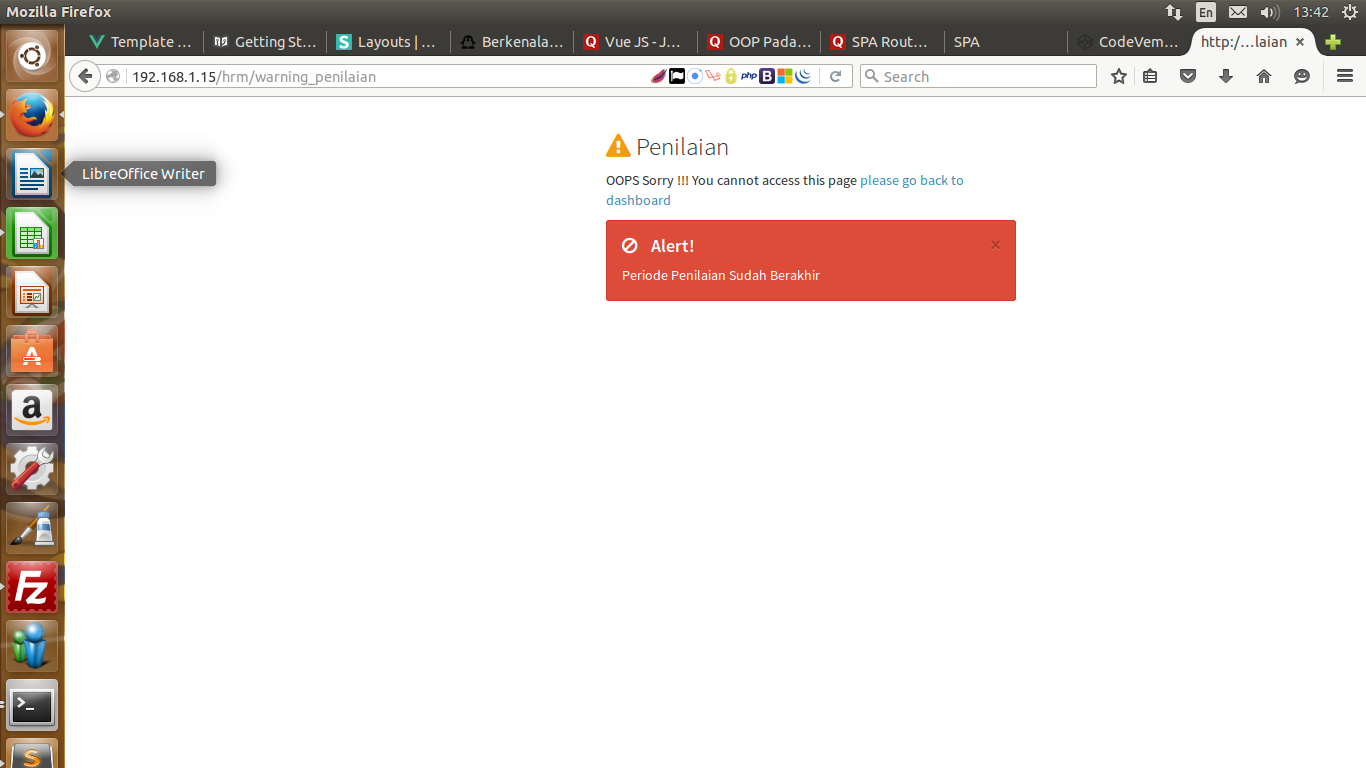 Mozilla Firefox
En
13:42
Template ...
Getting St...
Layouts | ...
Berkenala...
Vue JS - J...
OOP Pada...
SPA Rout...
SPA
CodeVem...
http:/...laian
192.168.1.15/hrm/warning_penilaian
php
B
Search
LibreOffice Writer
Penilaian
OOPS Sorry !!! You cannot access this page please go back to
dashboard
Alert!
Periode Penilaian Sudah Berakhir